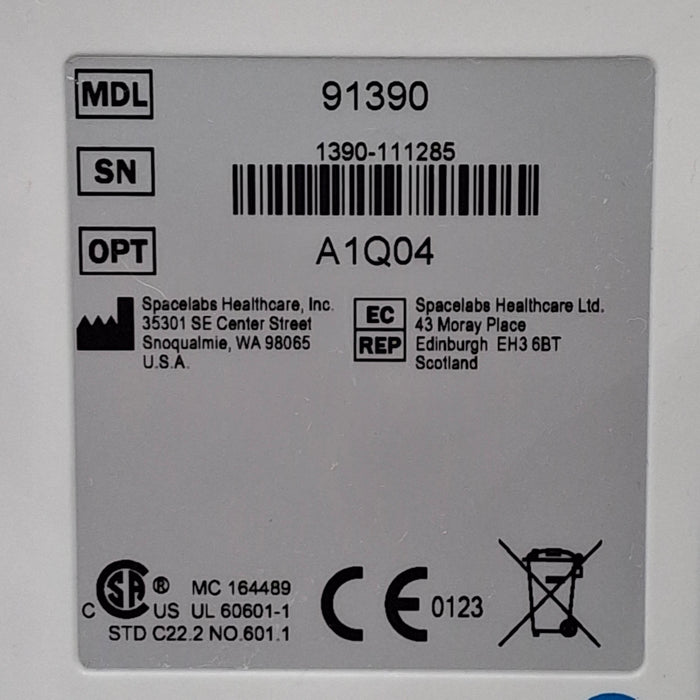 MDL 91390
1390-111285
SN
OPT A1Q04
Spacelabs Healthcare, Inc.
35301 SE Center Street
Snoqualmie, WA 98065
U.S.A.
EC
REP
Spacelabs Healthcare Ltd.
43 Moray Place
Edinburgh EH3 6BT
Scotland
C SA ® US
MC 164489
UL 60601-1
STD C22.2 NO.601.1
CE 0123